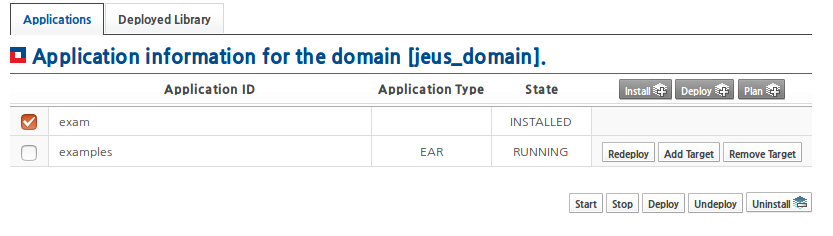 Applications Deployed Library
Application information for the domain [jeus_domain].
Application ID Application Type State Install Deploy Plan
exam INSTALLED
examples EAR RUNNING Redeploy Add Target Remove Target
Start Stop Deploy Undeploy Uninstall